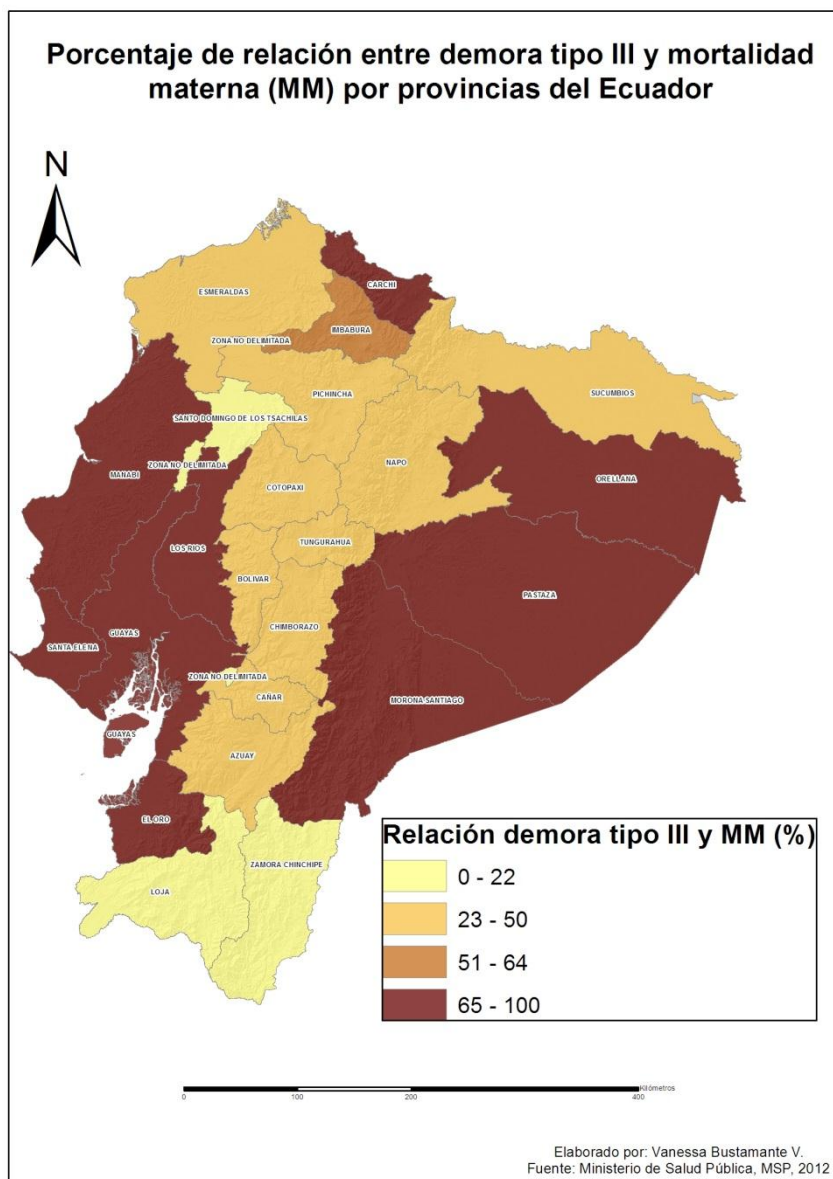 Porcentaje de relación entre demora tipo III y mortalidad
materna (MM) por provincias del Ecuador
N
CARCHI
ESMERALDAS
IMBABURA
ZONA NO DELIMITADA
PICHINCHA
SUCUMBIOS
SANTO DOMINGO DE LOS TSACHILAS
ZONA NO DELIMITADA
NAPO
MANABI
ORELLANA
COTOPAXI
TUNGURAHUA
LOS RIOS
BOLIVAR
PASTAZA
CHIMBORAZO
GUAYAS
SANTA ELENA
ZONA NO DELIMITADA
CAÑAR
MORONA SANTIAGO
GUAYAS
AZUAY
EL ORO
ZAMORA CHINCHIPE
LOJA
Relación demora tipo III y MM (%)
0 - 22
23 - 50
51 - 64
65 - 100
Kilómetros
0 100 200 400
Elaborado por: Vanessa Bustamante V.
Fuente: Ministerio de Salud Pública, MSP, 2012